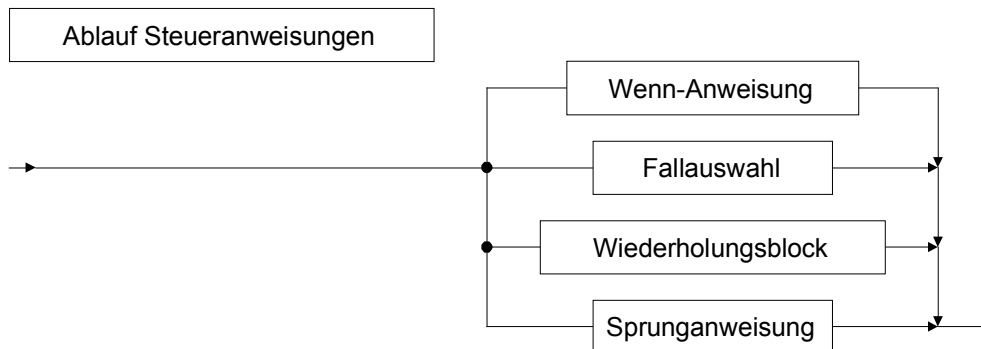 Ablauf Steueranweisungen
Wenn-Anweisung
Fallauswahl
Wiederholungsblock
Sprunganweisung